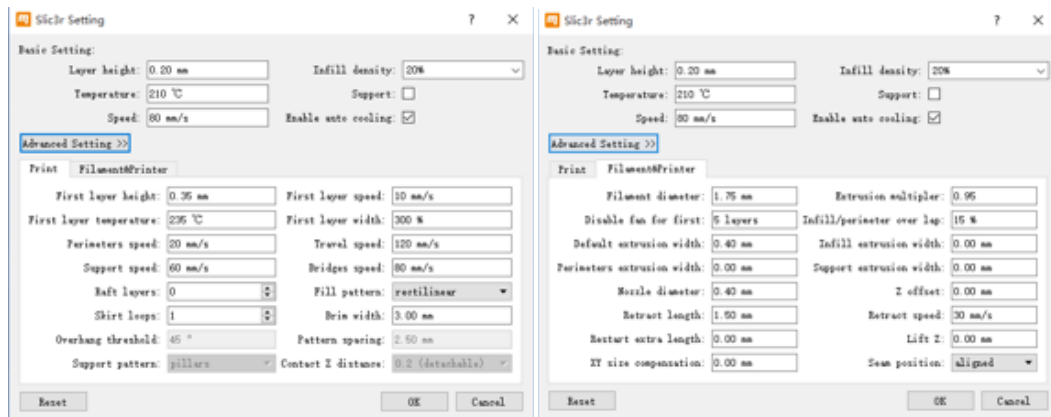 Slic3r Setting ? ×
Basic Setting:
Layer height: 0.20 mm Infill density: 20%
Temperature: 210 ℃ Support:
Speed: 80 mm/s Enable auto cooling:
Advanced Setting >>
Print Filament&Printer
First layer height: 0.35 mm First layer speed: 10 mm/s
First layer temperature: 235 ℃ First layer width: 300 %
Perimeters speed: 20 mm/s Travel speed: 120 mm/s
Support speed: 60 mm/s Bridges speed: 80 mm/s
Raft layers: 0 Fill pattern: rectilinear
Skirt loops: 1 Brim width: 3.00 mm
Overhang threshold: 45 ° Pattern spacing: 2.50 mm
Support pattern: pillars Contact Z distance: 0.2 (detachable)
Reset OK Cancel
Slic3r Setting ? ×
Basic Setting:
Layer height: 0.20 mm Infill density: 20%
Temperature: 210 ℃ Support:
Speed: 80 mm/s Enable auto cooling:
Advanced Setting >>
Print Filament&Printer
Filament diameter: 1.75 mm Extrusion multipler: 0.95
Disable fan for first: 5 layers Infill/perimeter over lap: 15 %
Default extrusion width: 0.40 mm Infill extrusion width: 0.00 mm
Perimeters extrusion width: 0.00 mm Support extrusion width: 0.00 mm
Nozzle diameter: 0.40 mm Z offset: 0.00 mm
Retract length: 1.50 mm Retract speed: 30 mm/s
Restart extra length: 0.00 mm Lift Z: 0.00 mm
XY size compensation: 0.00 mm Seam position: aligned
Reset OK Cancel